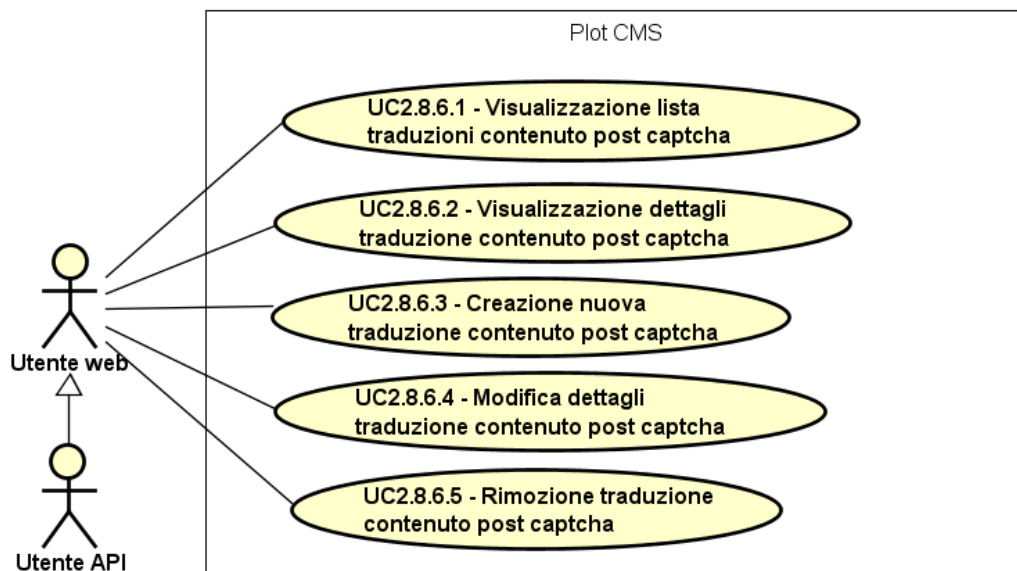 Plot CMS
UC2.8.6.1 - Visualizzazione lista
traduzioni contenuto post captcha
UC2.8.6.2 - Visualizzazione dettagli
traduzione contenuto post captcha
UC2.8.6.3 - Creazione nuova
traduzione contenuto post captcha
Utente web
UC2.8.6.4 - Modifica dettagli
traduzione contenuto post captcha
UC2.8.6.5 - Rimozione traduzione
contenuto post captcha
Utente API